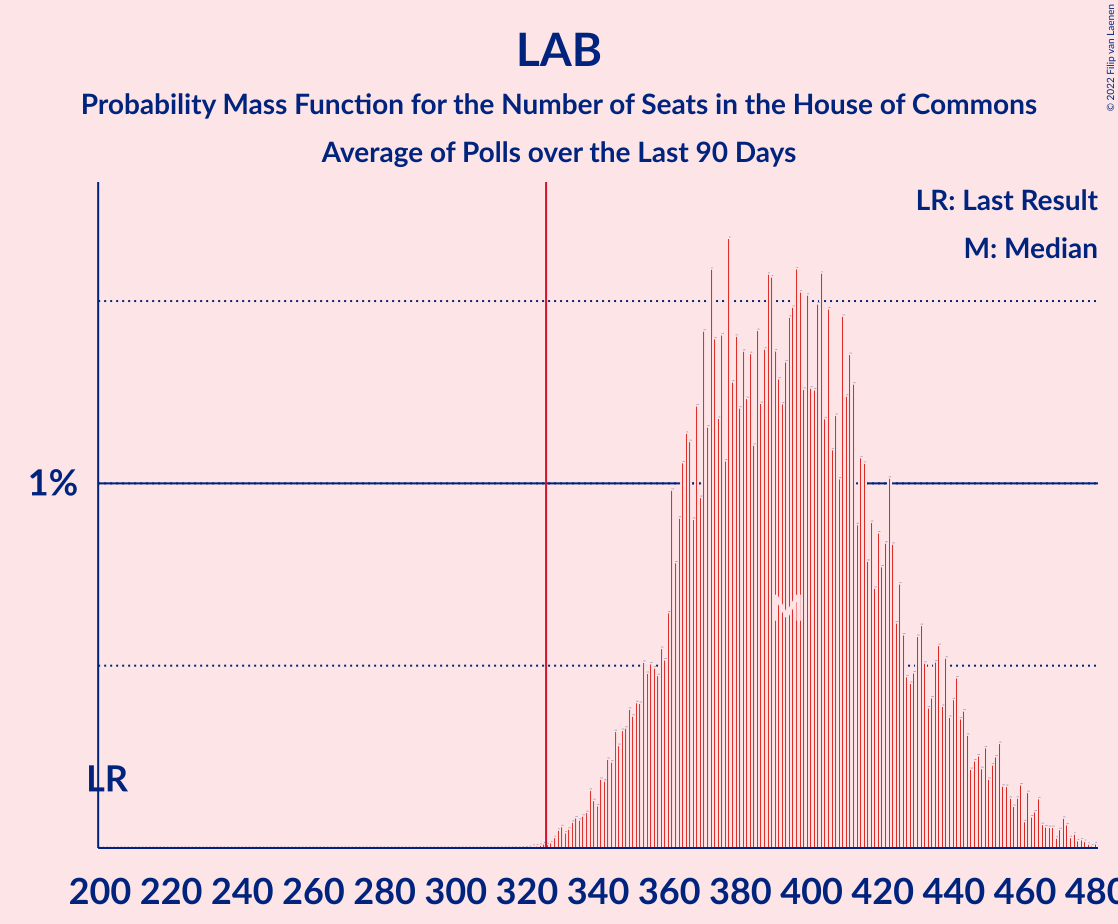 LAB
Probability Mass Function for the Number of Seats in the House of Commons
Average of Polls over the Last 90 Days
© 2022 Filip van Laenen
LR: Last Result
M: Median
1%
M
LR
200 220 240 260 280 300 320 340 360 380 400 420 440 460 480